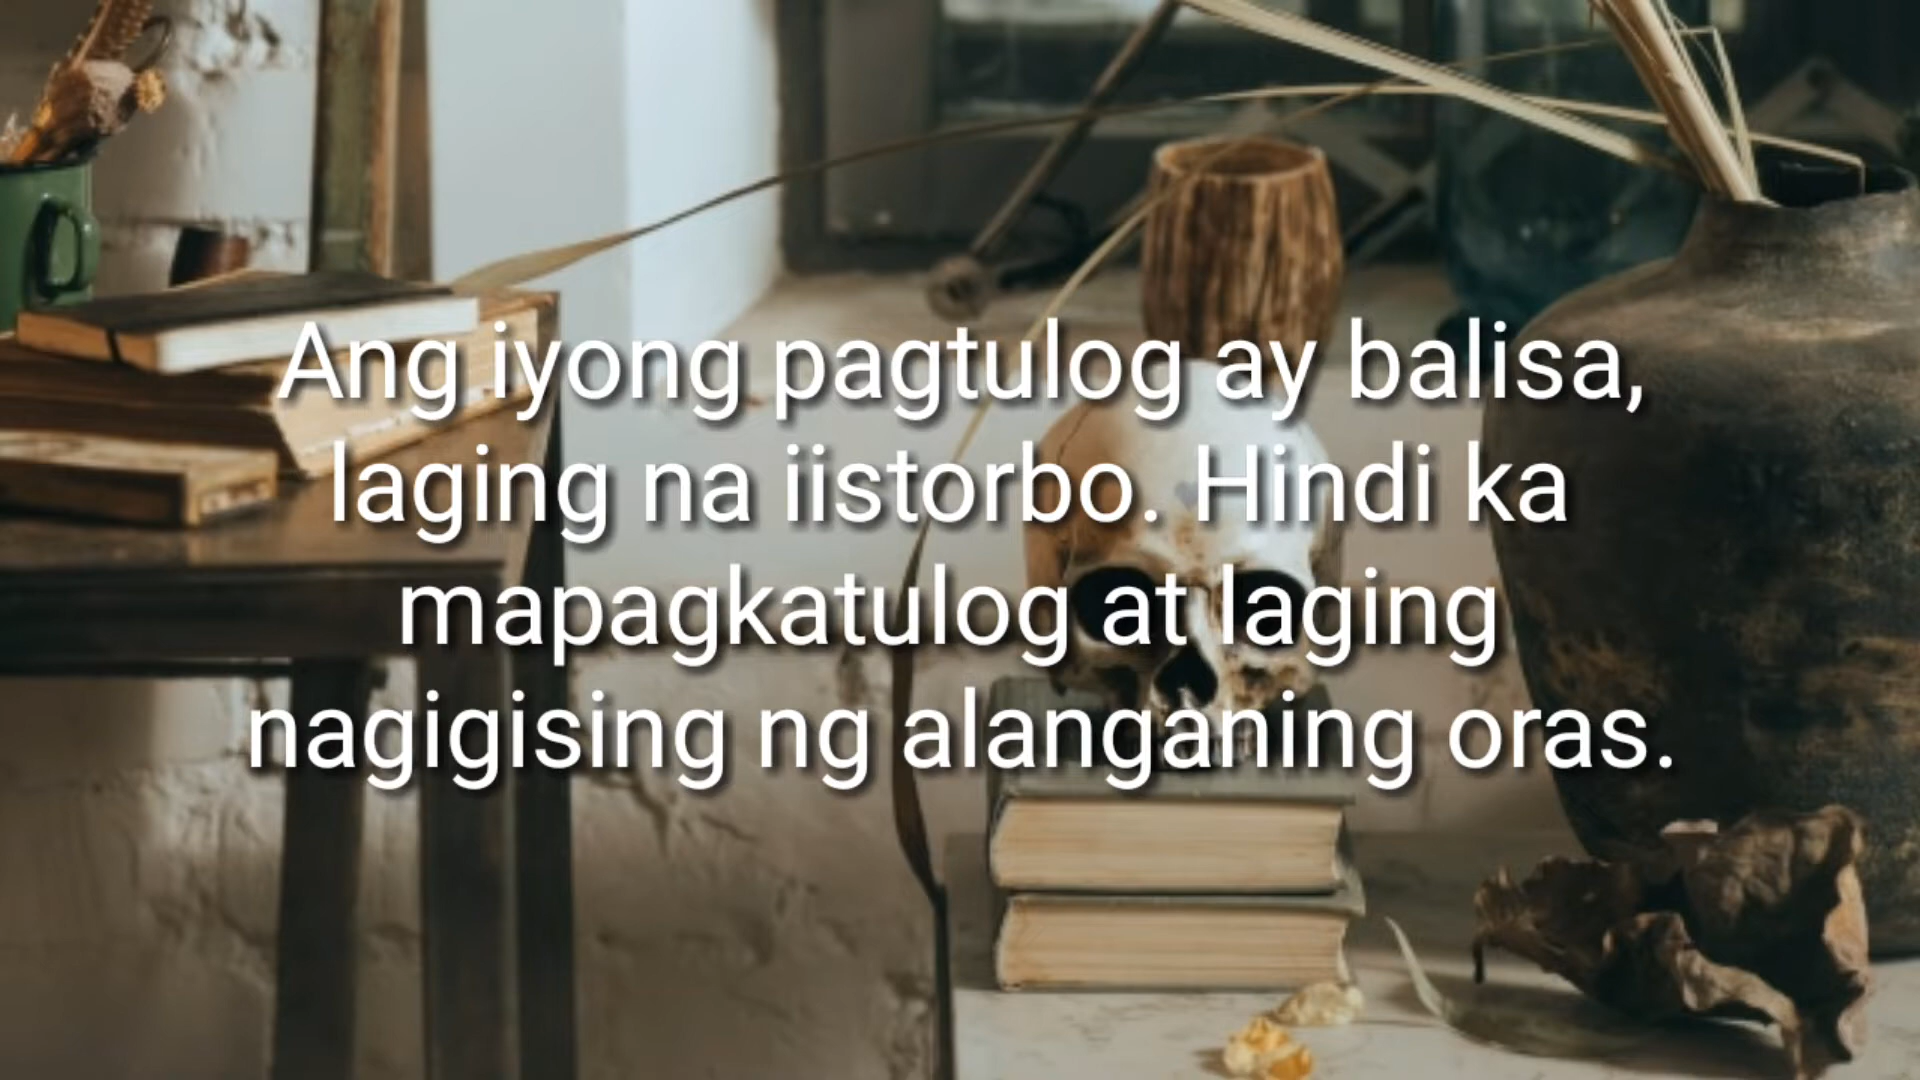 Ang iyong pagtulog ay balisa,
laging na iistorbo. Hindi ka
mapagkatulog at laging
nagigising ng alanganing oras.